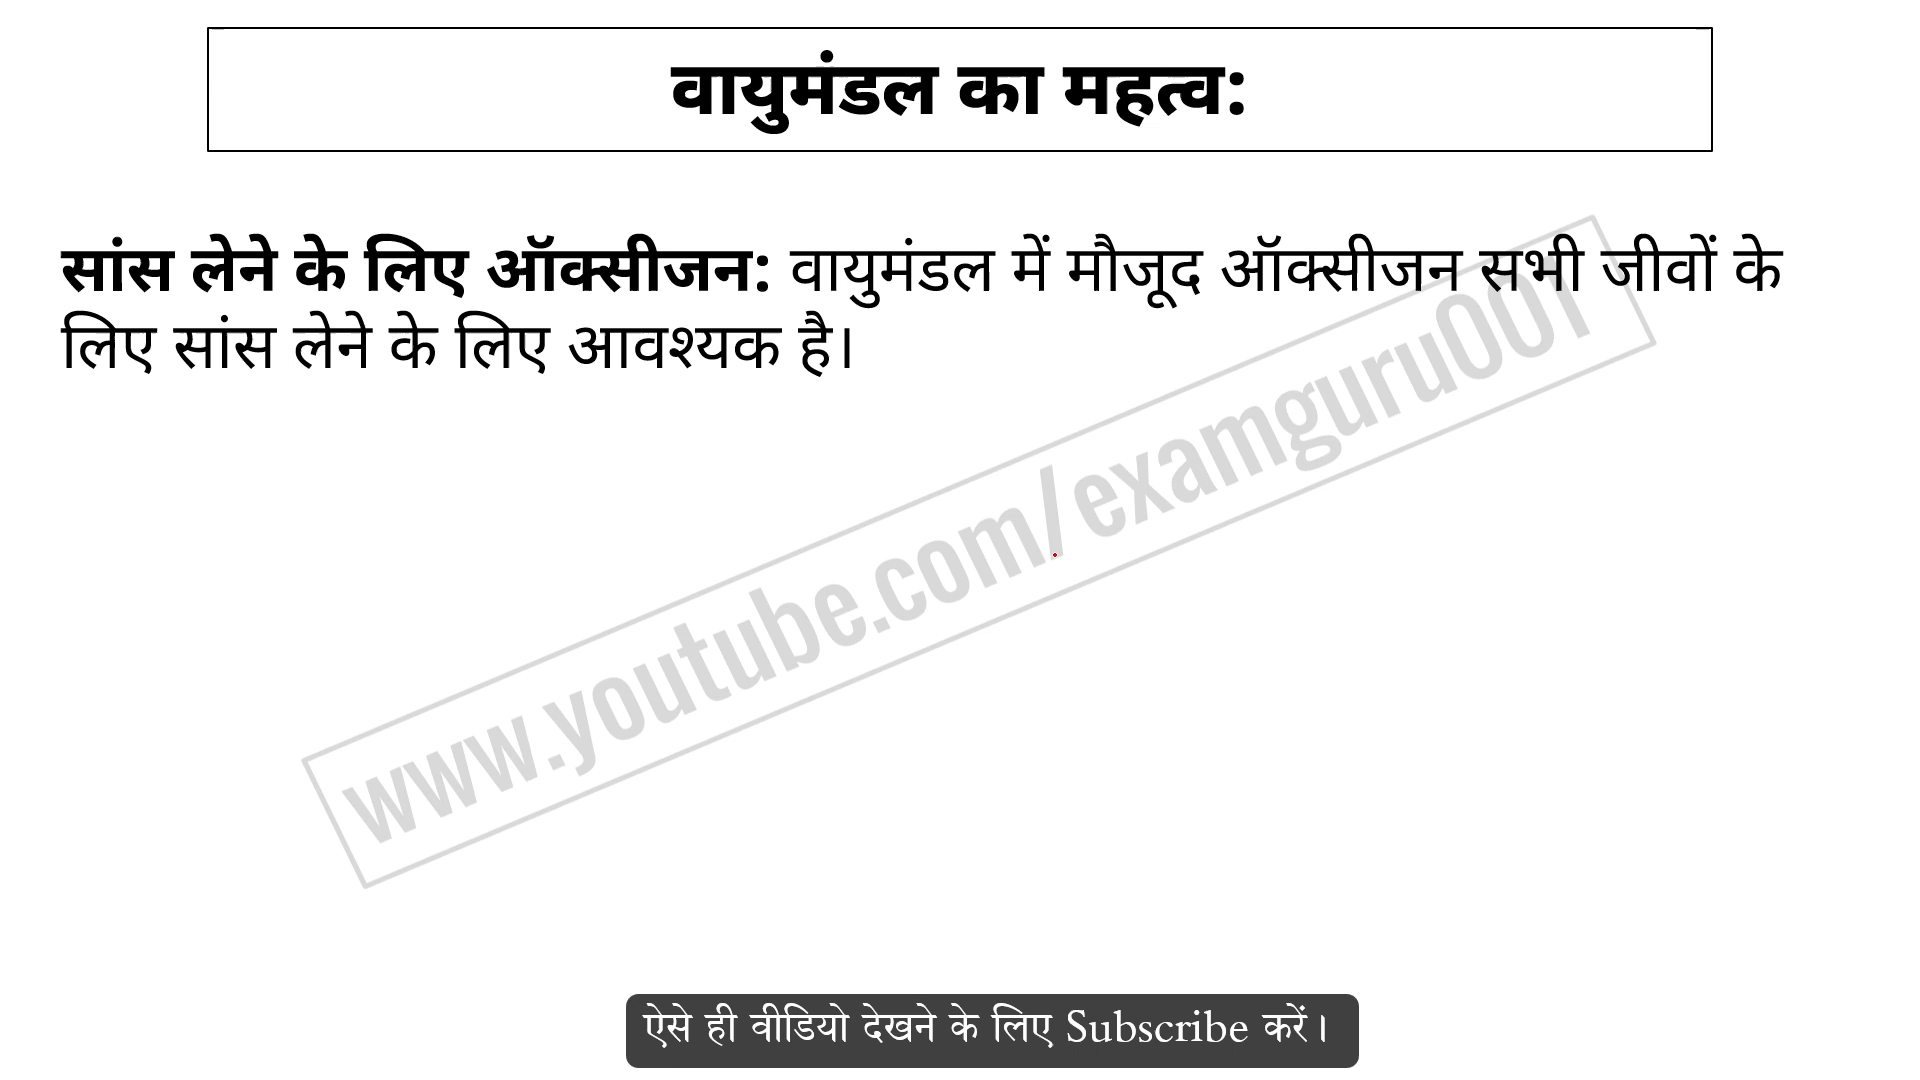 वायुमंडल का महत्व:
सांस लेने के लिए ऑक्सीजन: वायुमंडल में मौजूद ऑक्सीजन सभी जीवों के
लिए सांस लेने के लिए आवश्यक है।
www.youtube.com/examguru001
ऐसे ही वीडियो देखने के लिए Subscribe करें।